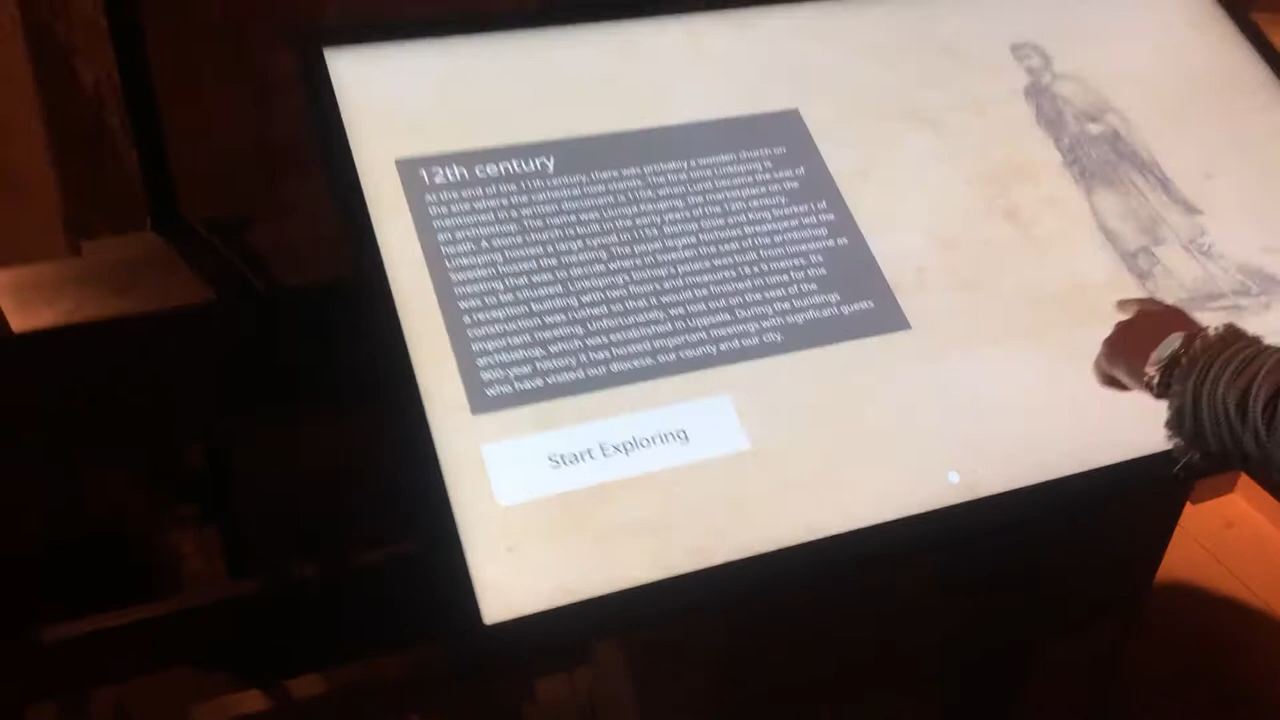 12th century
At the end of the 11th century, there was probably a wooden church on
the site where the cathedral now stands. The first time Linköping is
mentioned in a written document is 1104, when Lund became the seat of
an archbishop. The name was Liunga Kaupinga, the marketplace on the
heath. A stone church is built in the early years of the 12th century.
Linköping hosted a large synod in 1153. Bishop Gisle and King Sverker I of
Sweden hosted the meeting. The papal legate Nicholas Breakspear led the
meeting that was to decide where in Sweden the seat of the archbishop
was to be situated. Linköping's bishop's palace was built from limestone as
a reception building with two floors and measures 18 x 9 metres. Its
construction was rushed so that it would be finished in time for this
important meeting. Unfortunately, we lost out on the seat of the
archbishop, which was established in Uppsala. During the buildings
900-year history it has hosted important meetings with significant guests
who have visited our diocese, our county and our city.
Start Exploring